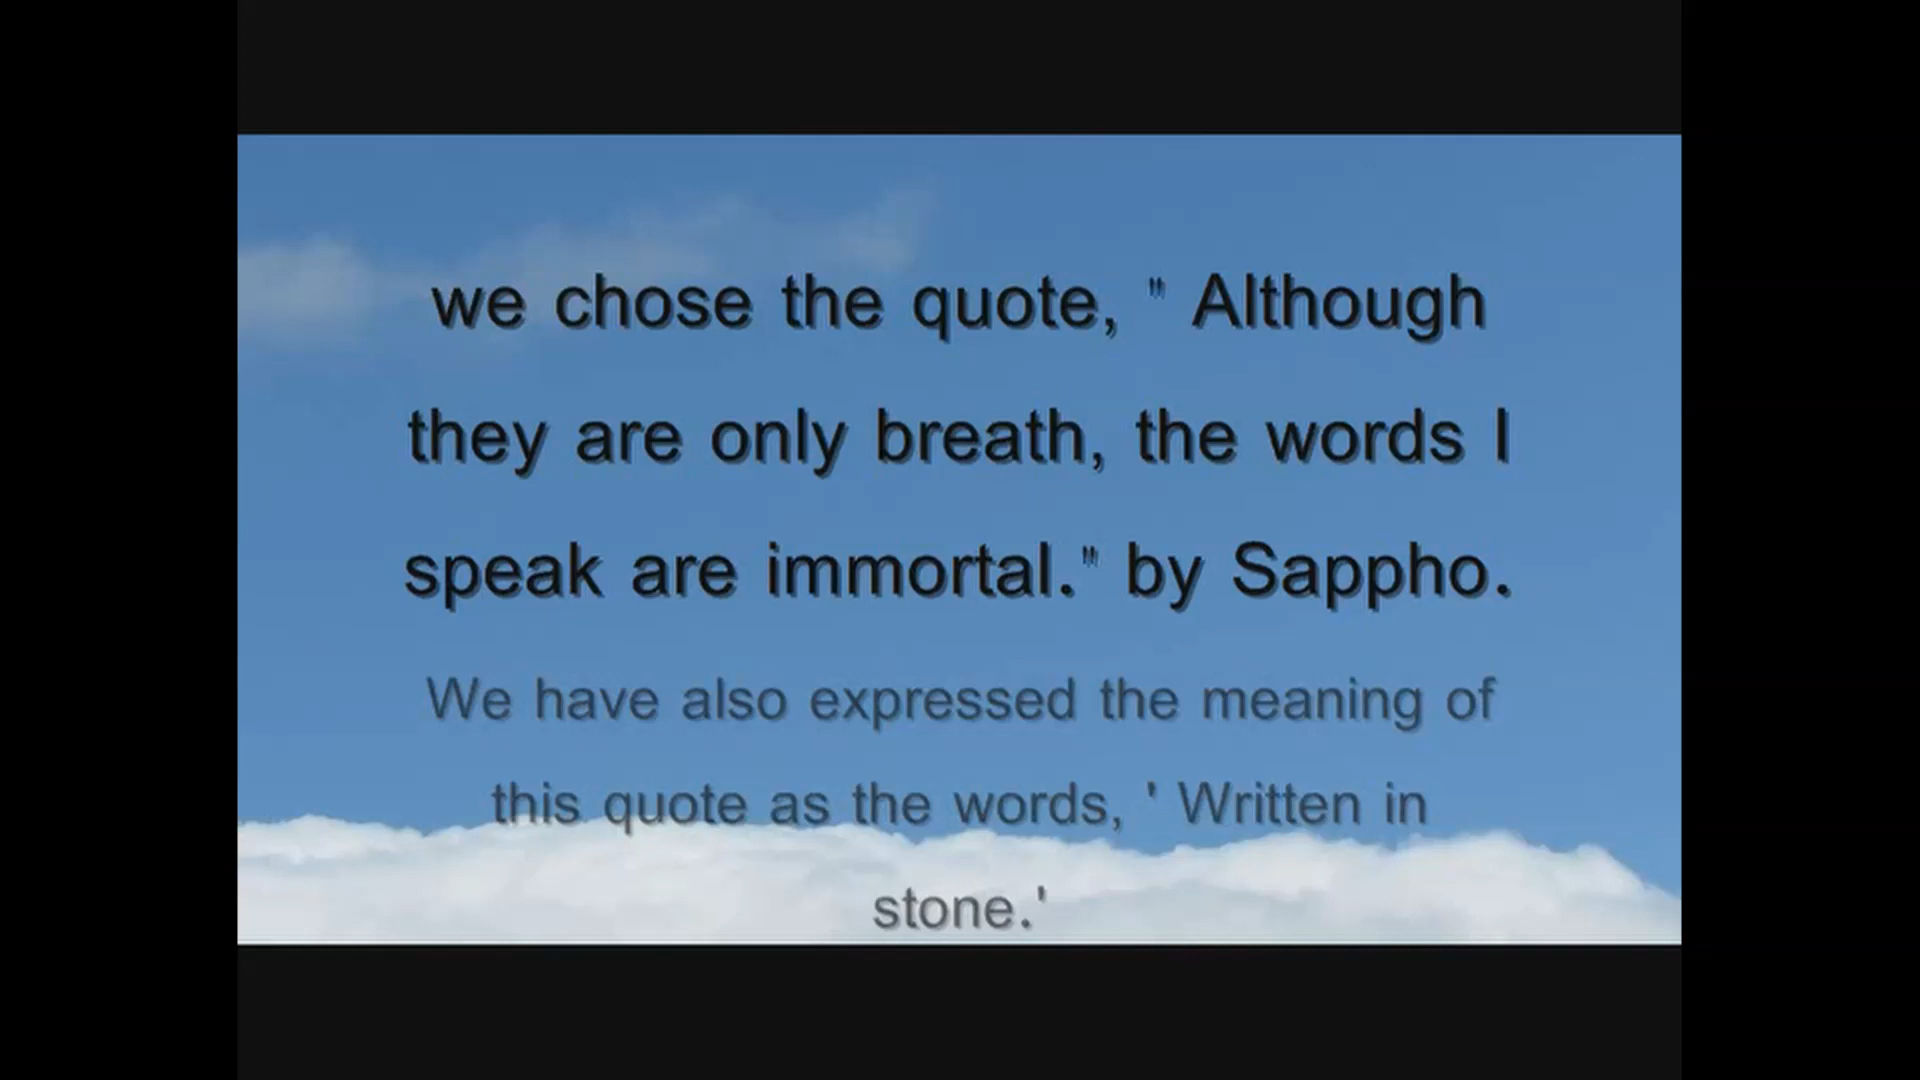 we chose the quote, " Although
they are only breath, the words I
speak are immortal." by Sappho.
We have also expressed the meaning of
this quote as the words, ' Written in
stone.'